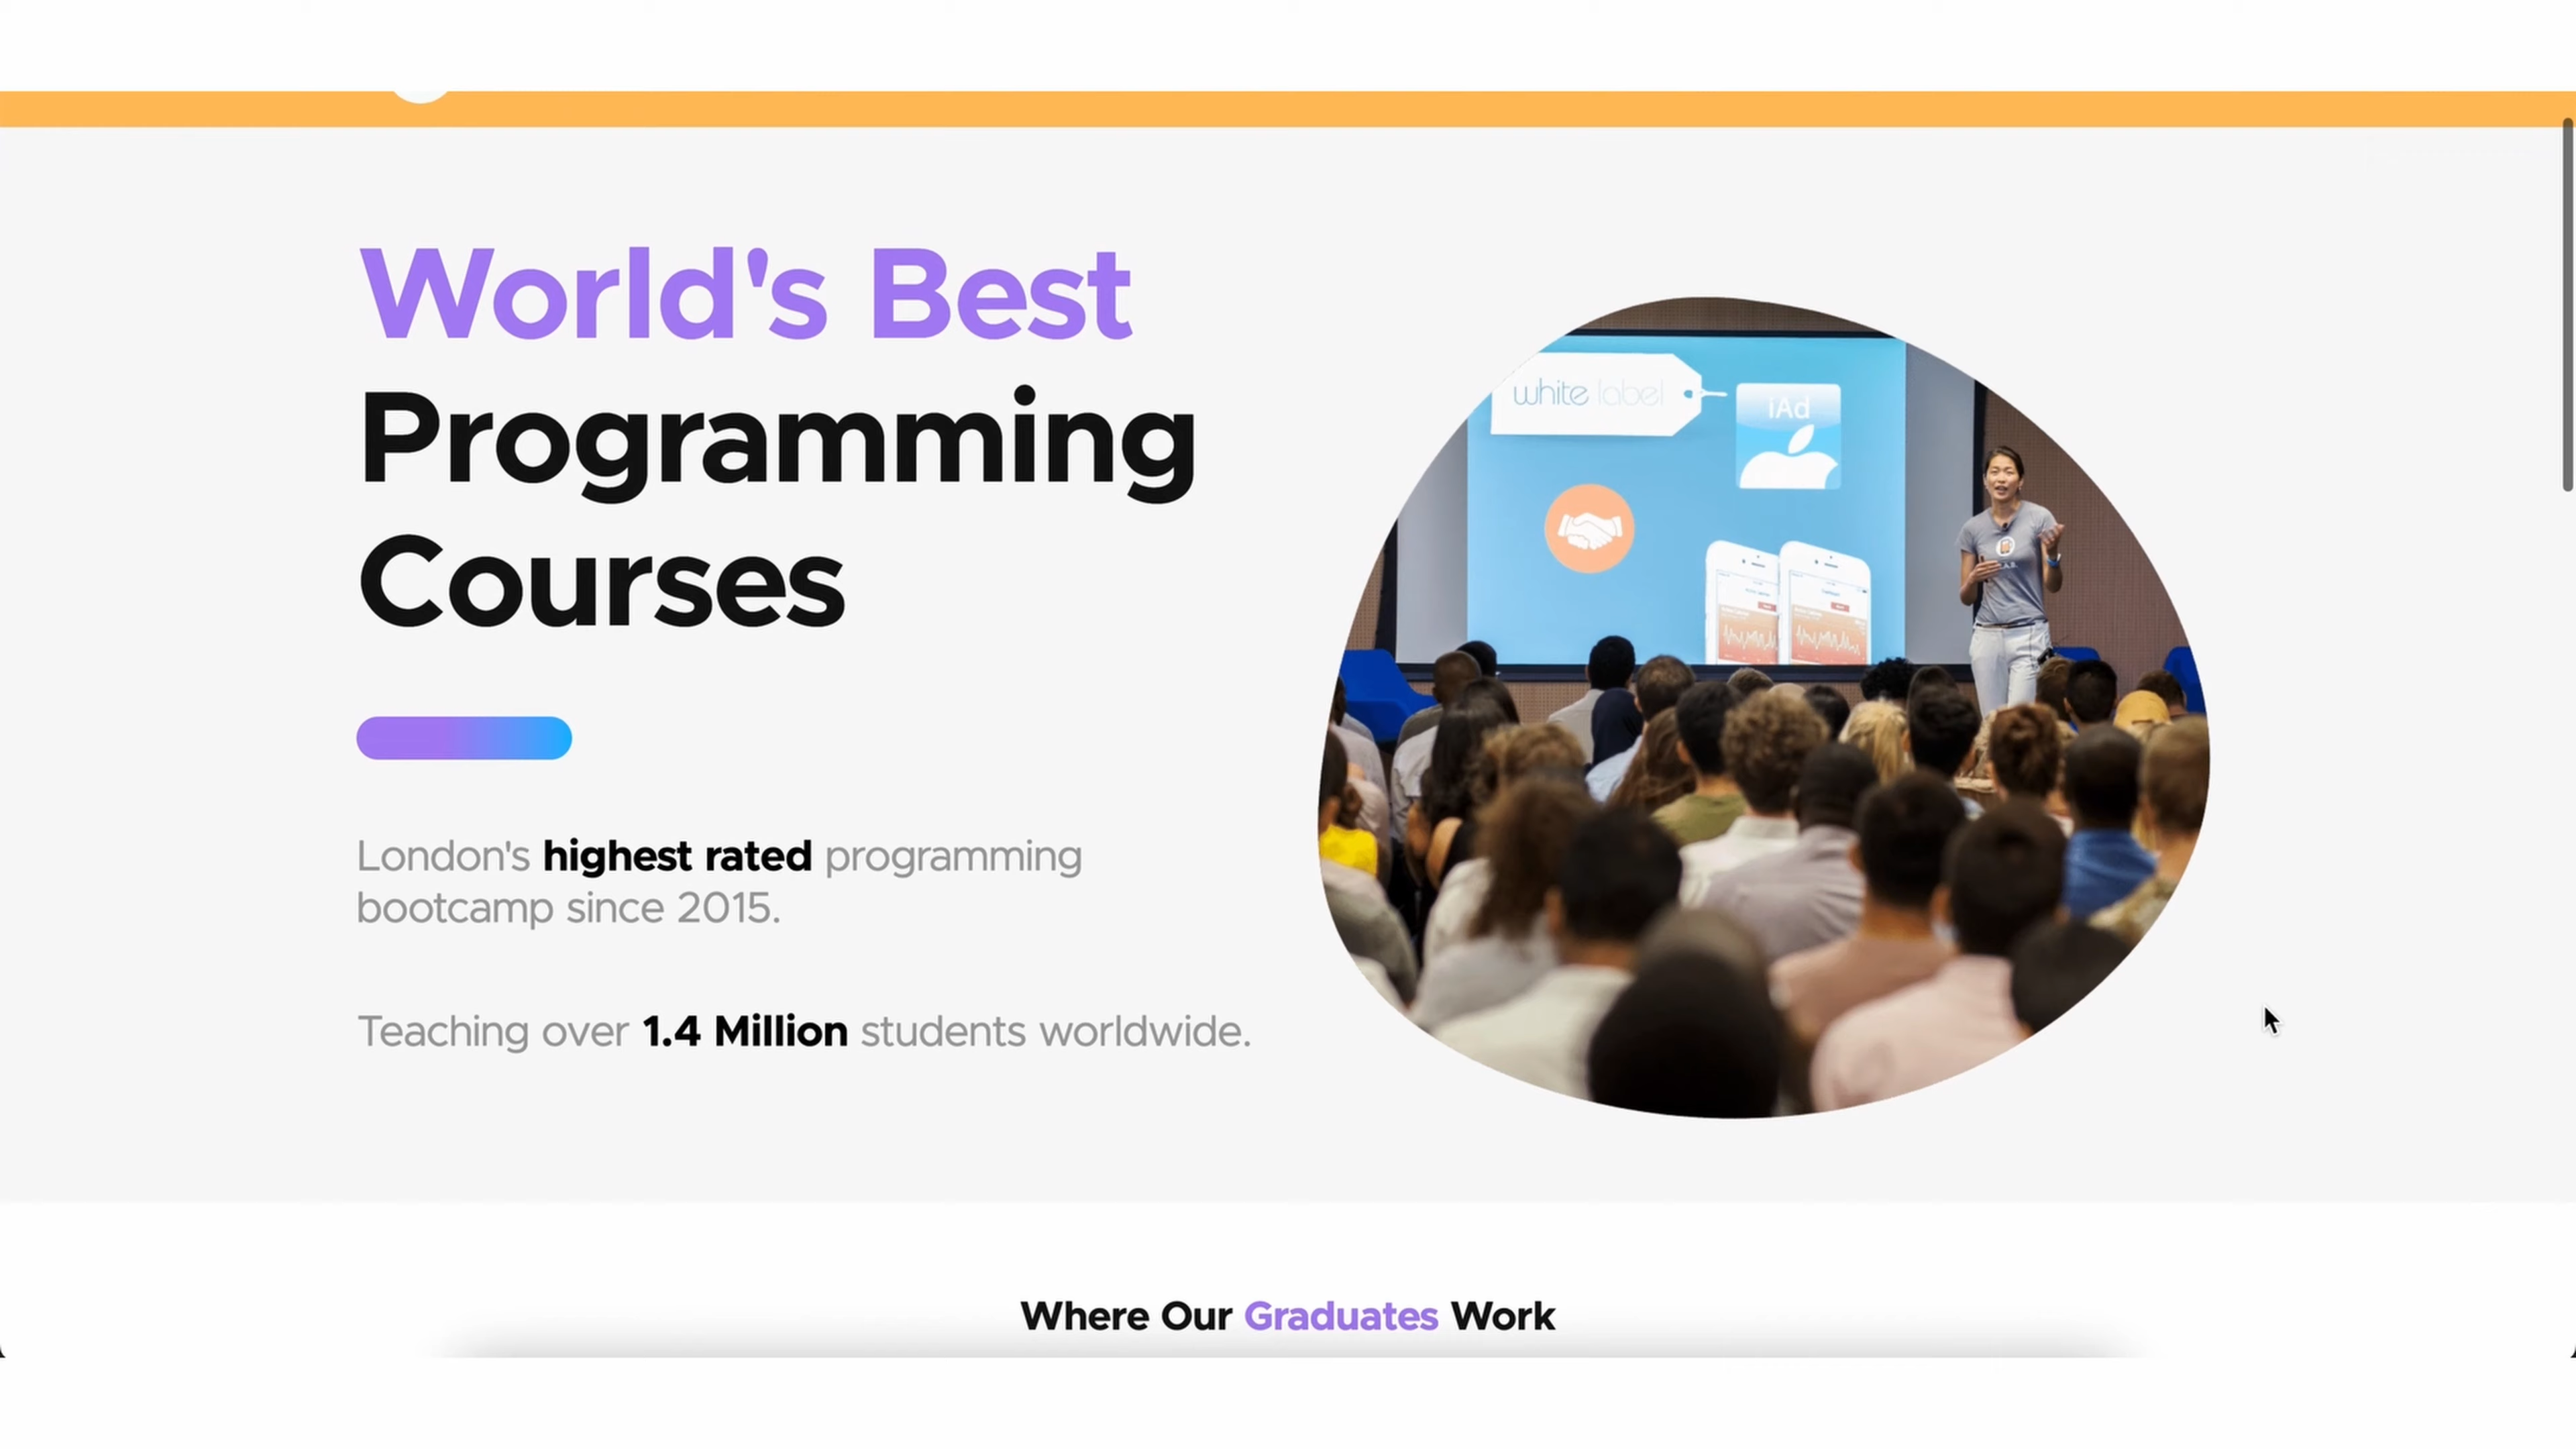 World's Best
Programming
Courses
white label
iAd
London's highest rated programming
bootcamp since 2015.
Teaching over 1.4 Million students worldwide.
Where Our Graduates Work